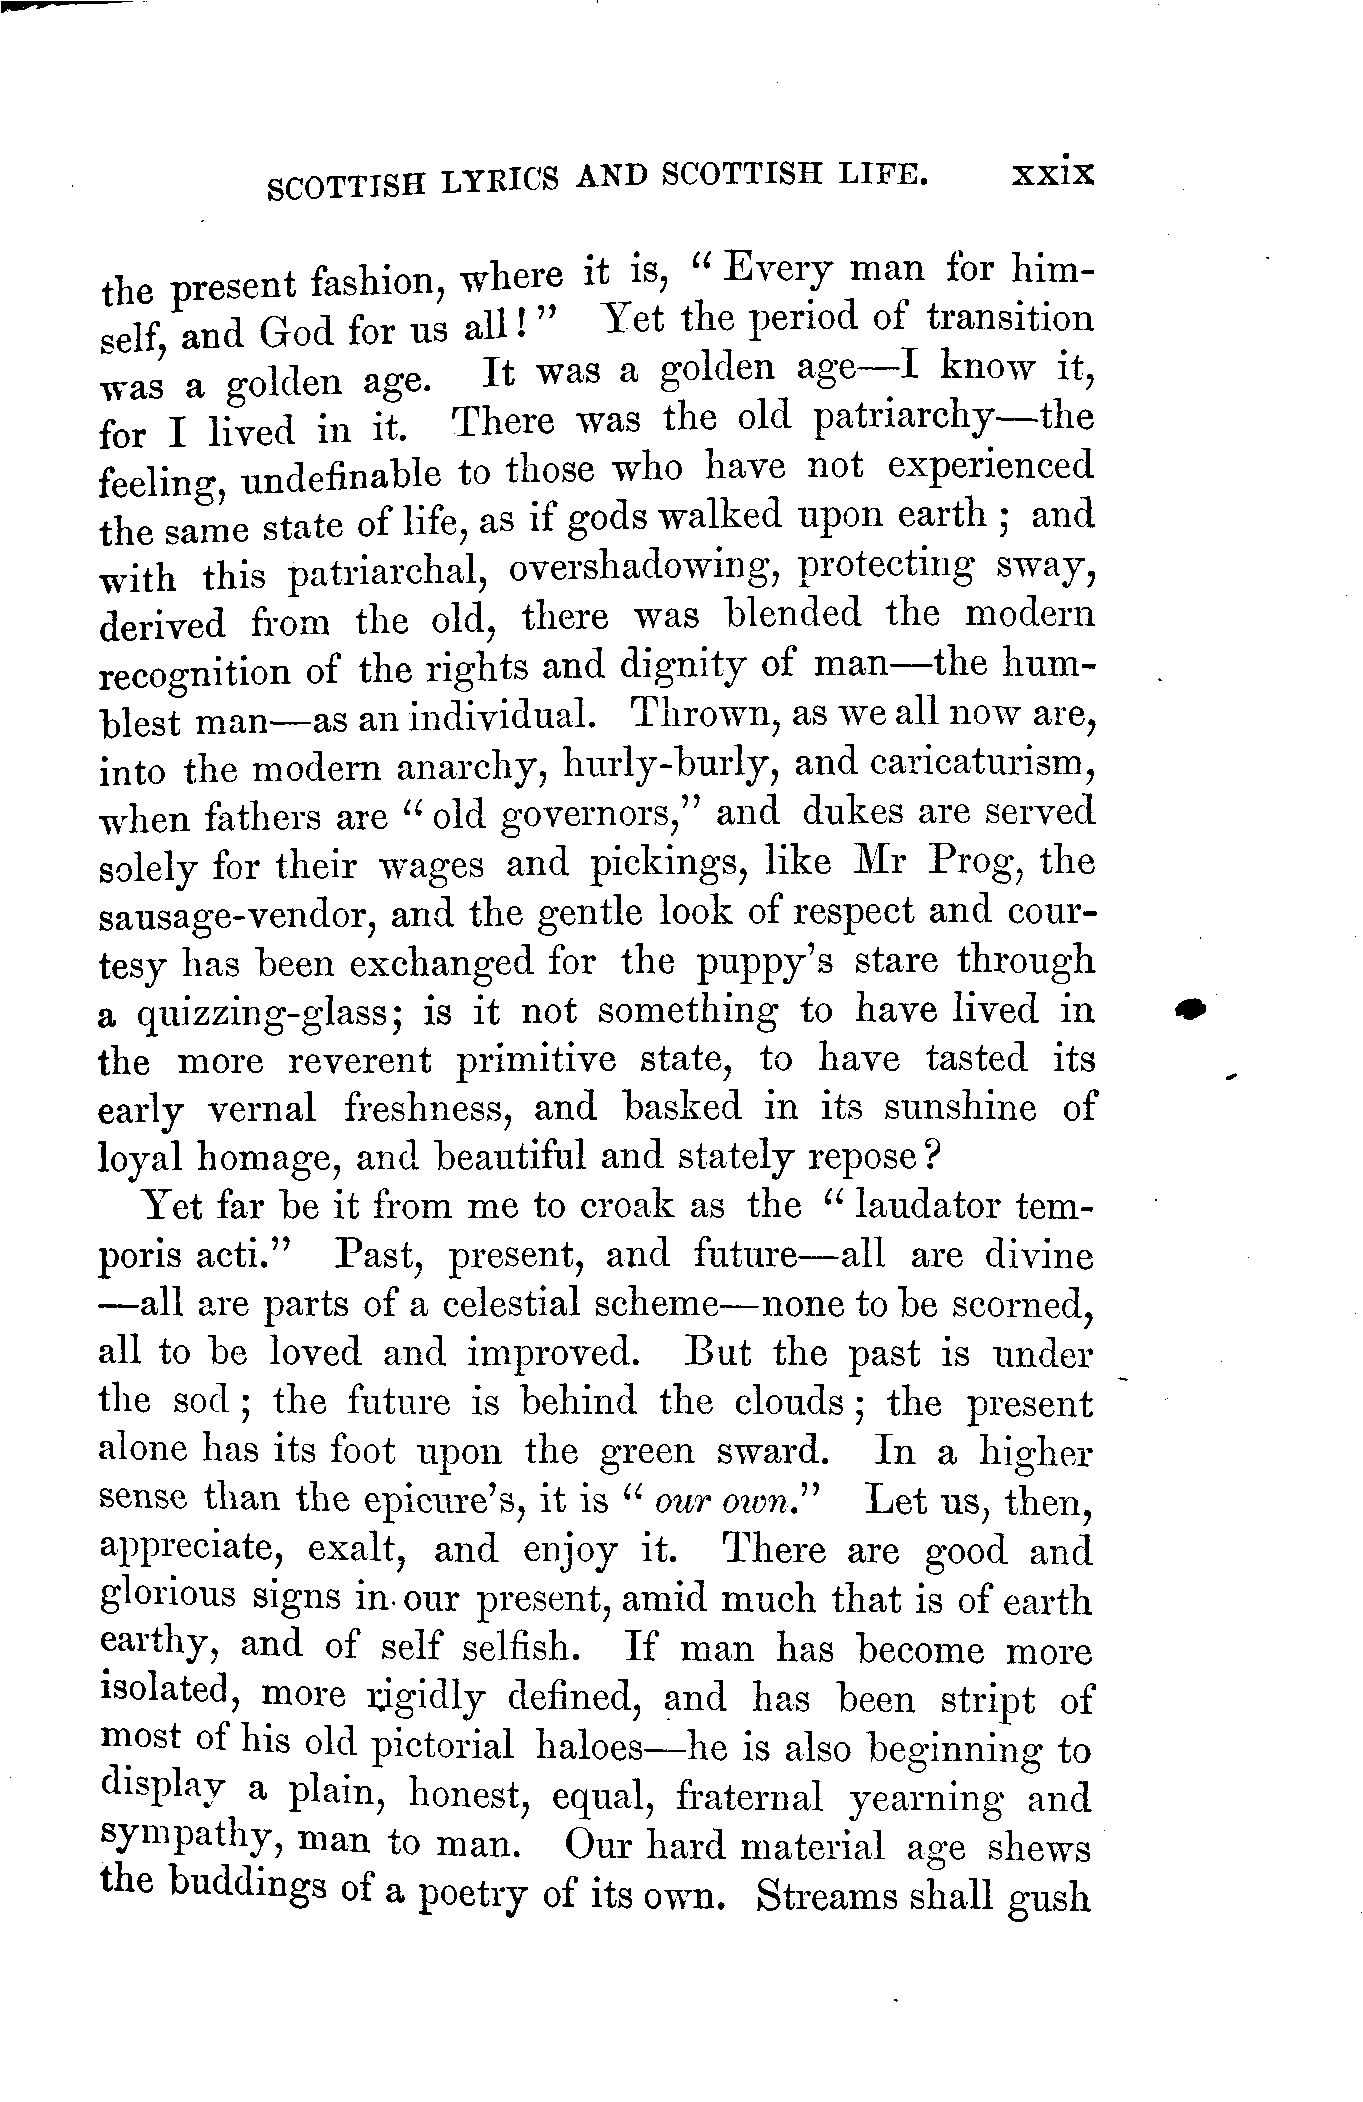 SCOTTISH LYRICS AND SCOTTISH LIFE. xxix
the present fashion, where it is, “ Every man for him-
self, and God for us all ! ” Yet the period of transition
was a golden age. It was a golden age—I know it,
for I lived in it. There was the old patriarchy—the
feeling, undefinable to those who have not experienced
the same state of life, as if gods walked upon earth ; and
with this patriarchal, overshadowing, protecting sway,
derived from the old, there was blended the modern
recognition of the rights and dignity of man—the hum-
blest man—as an individual. Thrown, as we all now are,
into the modern anarchy, hurly-burly, and caricaturism,
when fathers are “ old governors,” and dukes are served
solely for their wages and pickings, like Mr Prog, the
sausage-vendor, and the gentle look of respect and cour-
tesy has been exchanged for the puppy’s stare through
a quizzing-glass; is it not something to have lived in
the more reverent primitive state, to have tasted its
early vernal freshness, and basked in its sunshine of
loyal homage, and beautiful and stately repose ?
Yet far be it from me to croak as the “ laudator tem-
poris acti.” Past, present, and future—all are divine
—all are parts of a celestial scheme—none to be scorned,
all to be loved and improved. But the past is under
the sod ; the future is behind the clouds ; the present
alone has its foot upon the green sward. In a higher
sense than the epicure’s, it is “ our own.” Let us, then,
appreciate, exalt, and enjoy it. There are good and
glorious signs in our present, amid much that is of earth
earthy, and of self selfish. If man has become more
isolated, more rigidly defined, and has been stript of
most of his old pictorial haloes—he is also beginning to
display a plain, honest, equal, fraternal yearning and
sympathy, man to man. Our hard material age shews
the buddings of a poetry of its own. Streams shall gush